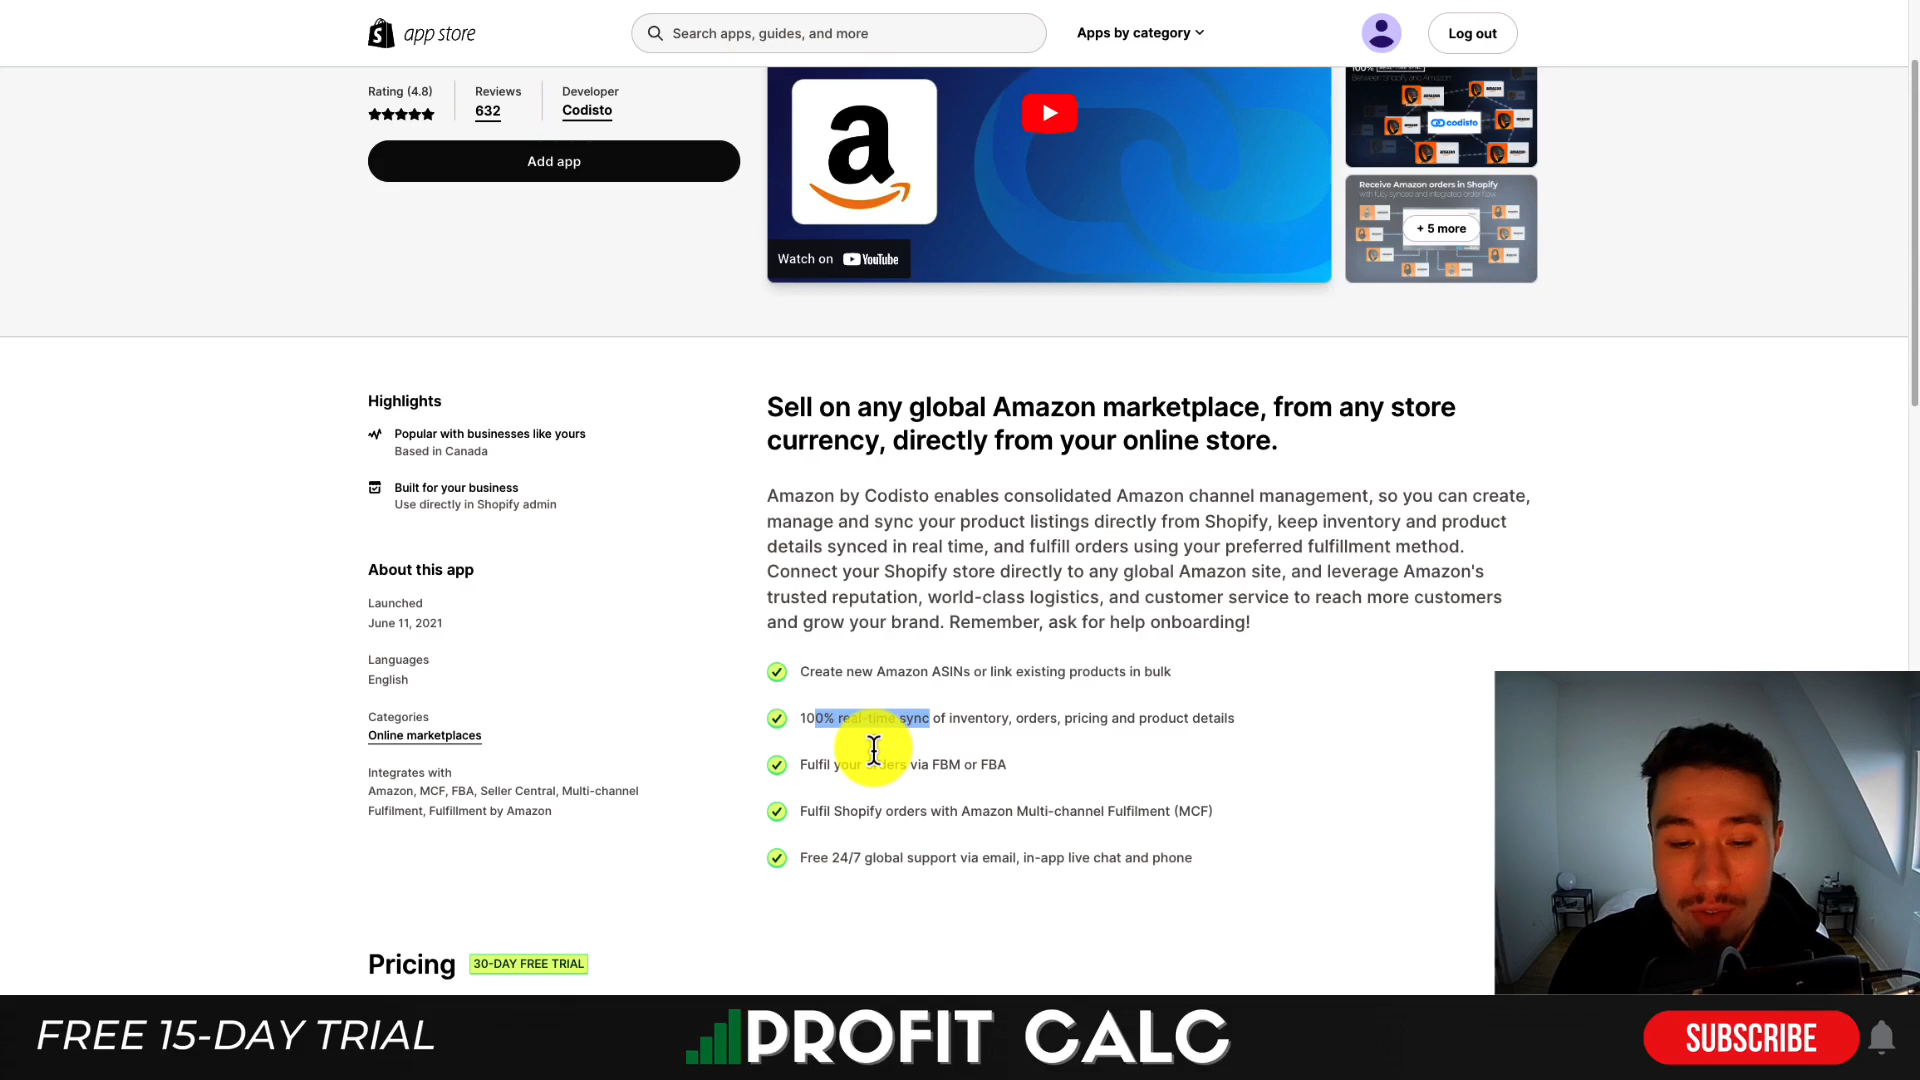 app store
Search apps, guides, and more
Apps by category
Log out
Rating (4.8)
Reviews
632
Developer
Codisto
Add app
Watch on YouTube
Between Shopify and Amazon
codisto
Receive Amazon orders in Shopify
with fully synced and integrated order flow
+ 5 more
Highlights
Popular with businesses like yours
Based in Canada
Built for your business
Use directly in Shopify admin
About this app
Launched
June 11, 2021
Languages
English
Categories
Online marketplaces
Integrates with
Amazon, MCF, FBA, Seller Central, Multi-channel
Fulfilment, Fulfillment by Amazon
Sell on any global Amazon marketplace, from any store
currency, directly from your online store.
Amazon by Codisto enables consolidated Amazon channel management, so you can create,
manage and sync your product listings directly from Shopify, keep inventory and product
details synced in real time, and fulfill orders using your preferred fulfillment method.
Connect your Shopify store directly to any global Amazon site, and leverage Amazon's
trusted reputation, world-class logistics, and customer service to reach more customers
and grow your brand. Remember, ask for help onboarding!
Create new Amazon ASINs or link existing products in bulk
100% real-time sync of inventory, orders, pricing and product details
Fulfil your orders via FBM or FBA
Fulfil Shopify orders with Amazon Multi-channel Fulfilment (MCF)
Free 24/7 global support via email, in-app live chat and phone
Pricing
30-DAY FREE TRIAL
FREE 15-DAY TRIAL
PROFIT CALC
SUBSCRIBE